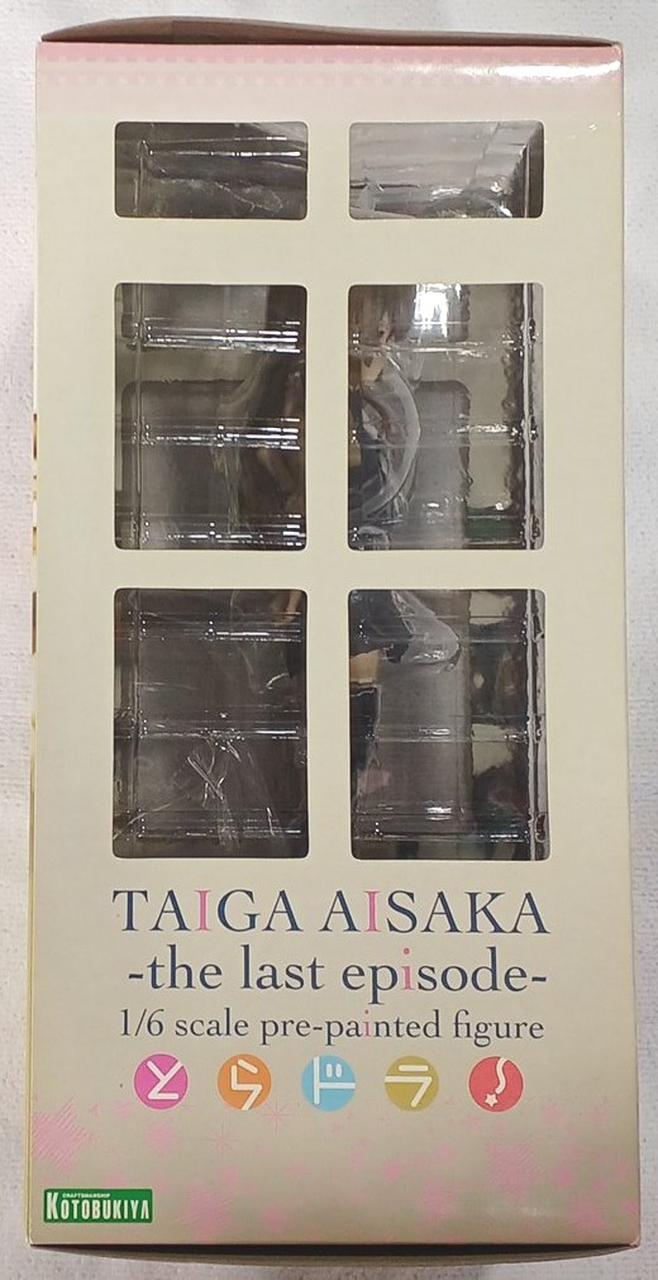 TAIGA AISAKA
-the last episode-
1/6 scale pre-painted figure
とらドラ!
CRAFTSMANSHIP
KOTOBUKIYA